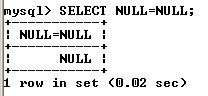 mysql> SELECT NULL=NULL;
+-----------+
| NULL=NULL |
+-----------+
|      NULL |
+-----------+
1 row in set (0.02 sec)